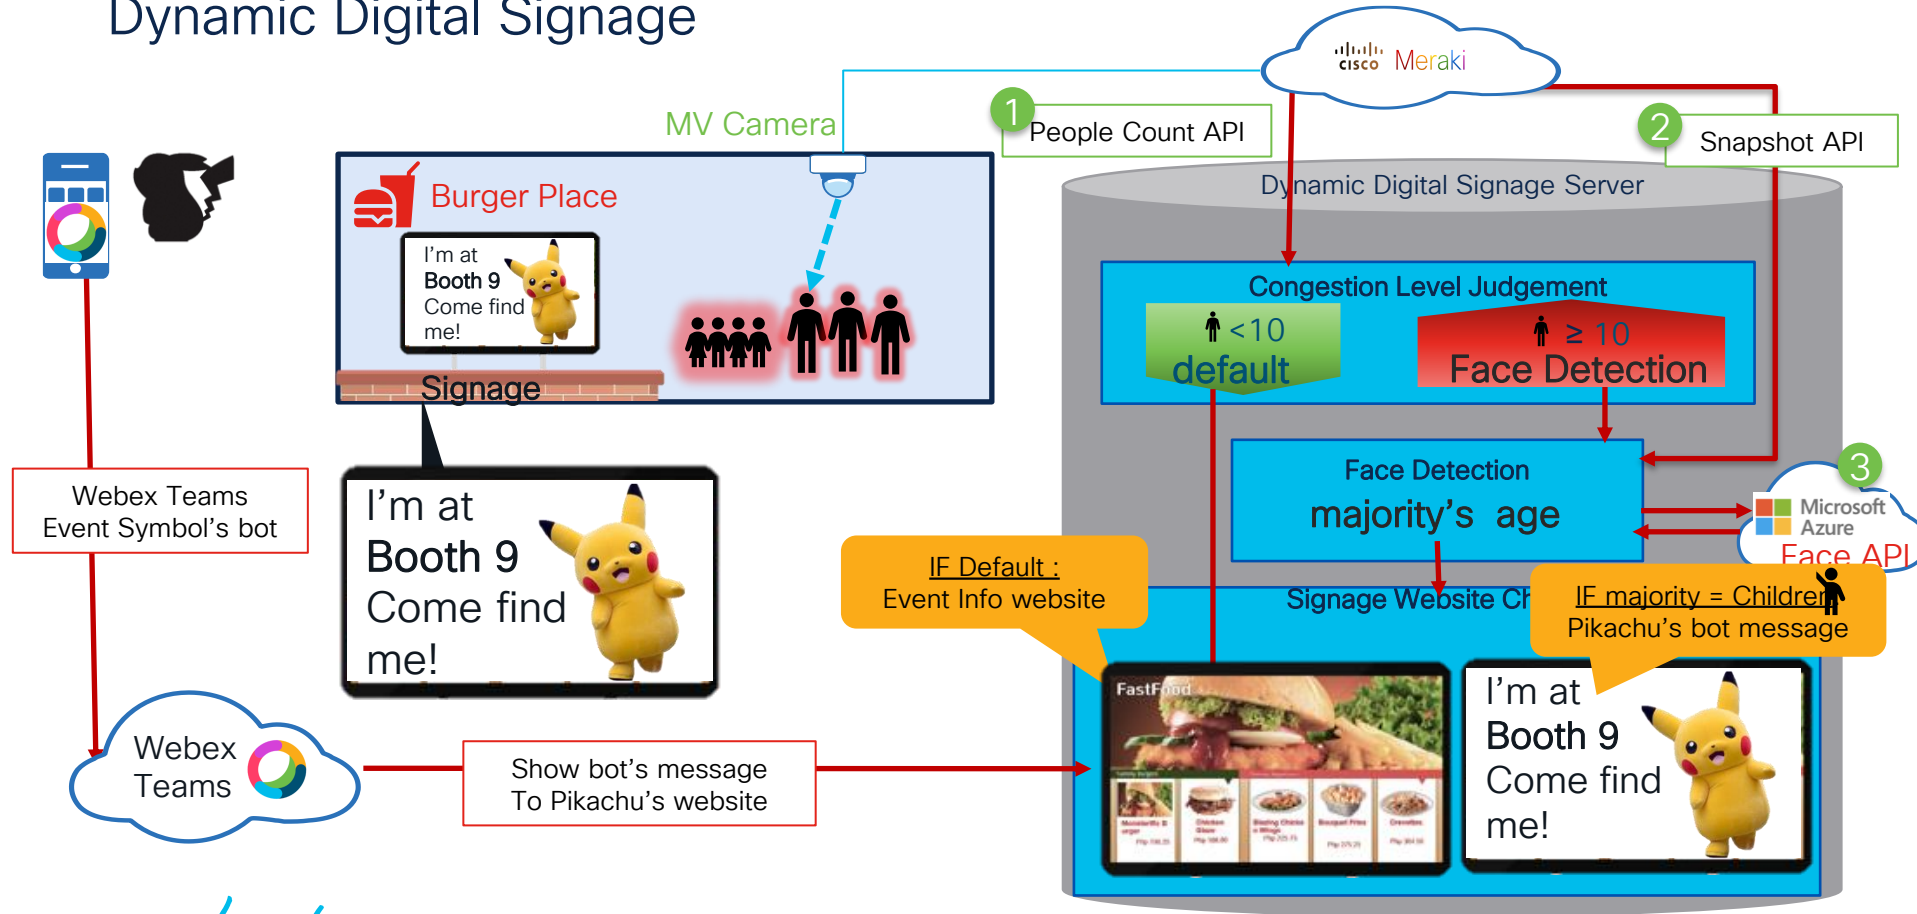 Dynamic Digital Signage
cisco Meraki
MV Camera
1
People Count API
2
Snapshot API
Burger Place
I'm at
Booth 9
Come find
me!
Signage
Dynamic Digital Signage Server
Congestion Level Judgement
<10
default
≥ 10
Face Detection
Face Detection
majority's age
3
Microsoft
Azure
Face API
Webex Teams
Event Symbol's bot
I'm at
Booth 9
Come find
me!
IF Default :
Event Info website
Signage Website Ch
IF majority = Children
Pikachu's bot message
Webex
Teams
Show bot's message
To Pikachu's website
FastFood
I'm at
Booth 9
Come find
me!